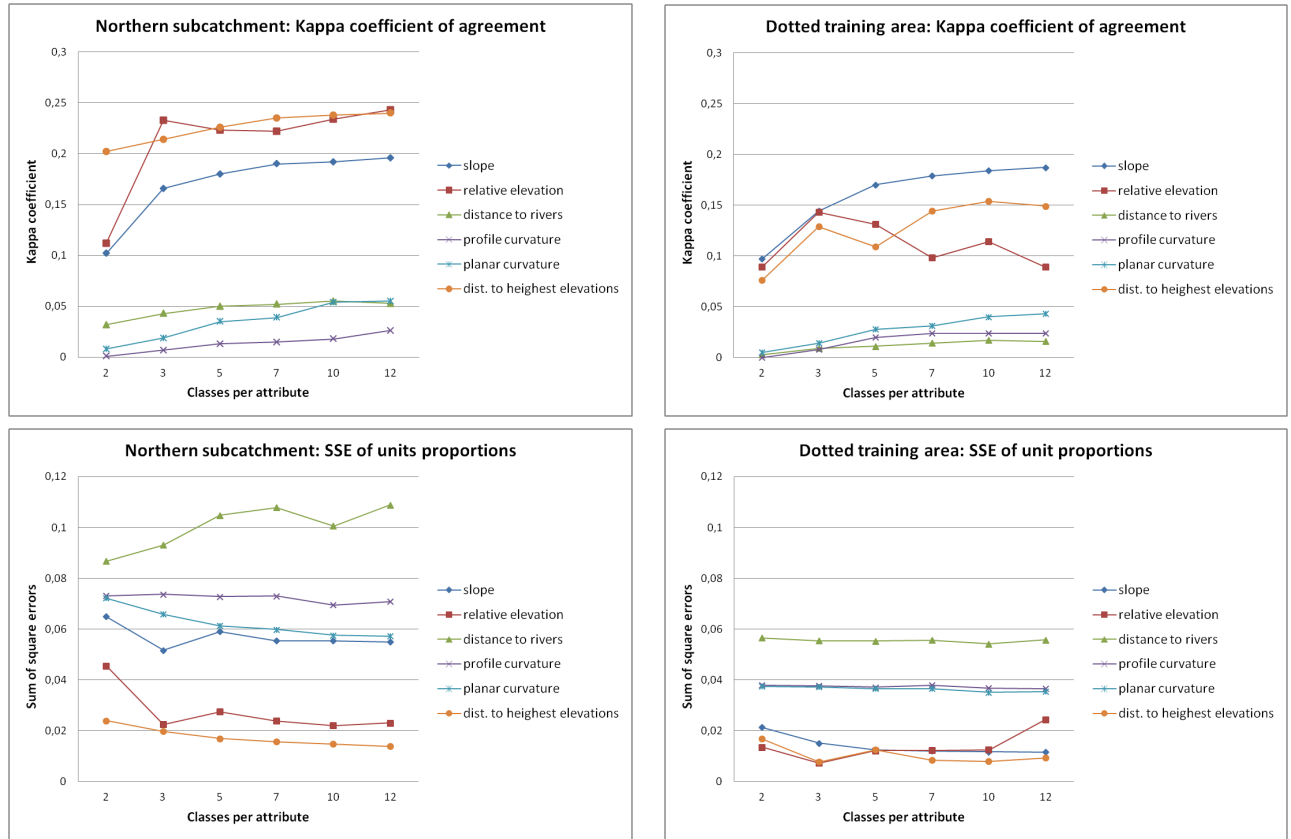 Northern subcatchment: Kappa coefficient of agreement
0,3
0,25
0,2
0,15
0,1
0,05
0
Kappa coefficient
2 3 5 7 10 12
Classes per attribute
slope
relative elevation
distance to rivers
profile curvature
planar curvature
dist. to heighest elevations
Dotted training area: Kappa coefficient of agreement
0,3
0,25
0,2
0,15
0,1
0,05
0
Kappa coefficient
2 3 5 7 10 12
Classes per attribute
slope
relative elevation
distance to rivers
profile curvature
planar curvature
dist. to heighest elevations
Northern subcatchment: SSE of units proportions
0,12
0,1
0,08
0,06
0,04
0,02
0
Sum of square errors
2 3 5 7 10 12
Classes per attribute
slope
relative elevation
distance to rivers
profile curvature
planar curvature
dist. to heighest elevations
Dotted training area: SSE of unit proportions
0,12
0,1
0,08
0,06
0,04
0,02
0
Sum of square errors
2 3 5 7 10 12
Classes per attribute
slope
relative elevation
distance to rivers
profile curvature
planar curvature
dist. to heighest elevations